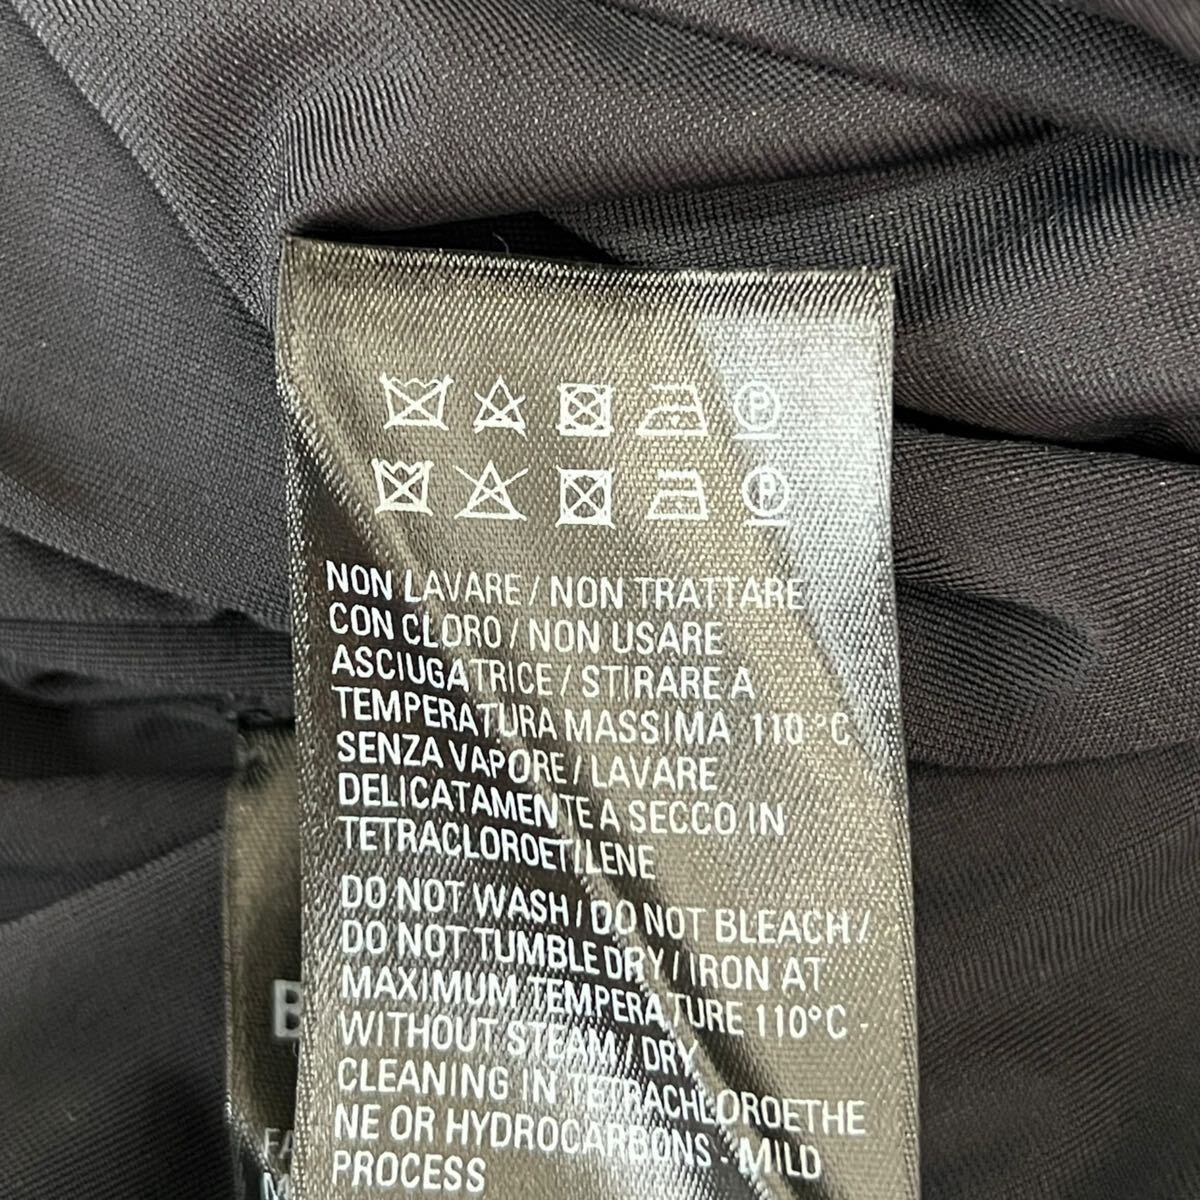 P
P
NON LAVARE / NON TRATTARE
CON CLORO / NON USARE
ASCIUGATRICE / STIRARE A
TEMPERATURA MASSIMA 110 °C
SENZA VAPORE / LAVARE
DELICATAMENTE A SECCO IN
TETRACLOROETILENE
DO NOT WASH / DO NOT BLEACH /
DO NOT TUMBLE DRY / IRON AT
MAXIMUM TEMPERATURE 110°C -
WITHOUT STEAM / DRY
CLEANING IN TETRACHLOROETHE
NE OR HYDROCARBONS - MILD
PROCESS
B
FA
M